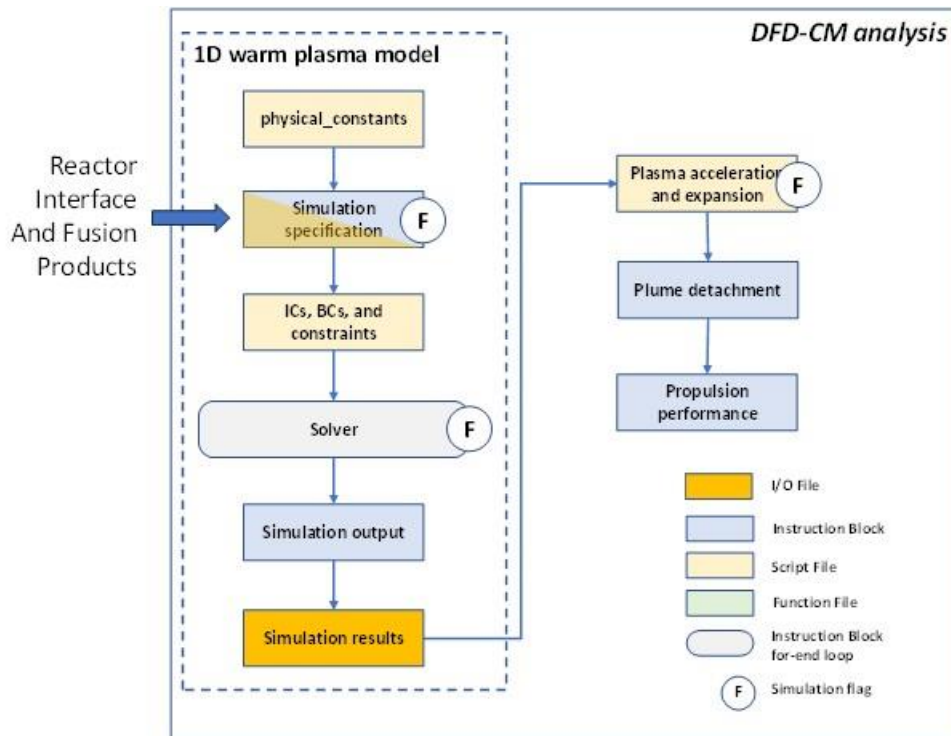 DFD-CM analysis
1D warm plasma model
physical_constants
Reactor
Interface
And Fusion
Products
Simulation
specification
F
ICs, BCs, and
constraints
Solver
F
Simulation output
Simulation results
Plasma acceleration
and expansion
F
Plume detachment
Propulsion
performance
I/O File
Instruction Block
Script File
Function File
Instruction Block
for-end loop
F
Simulation flag